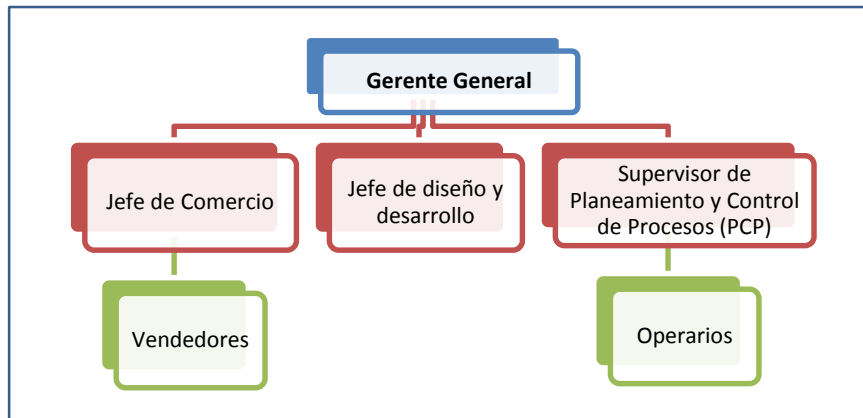 Gerente General
Jefe de Comercio
Jefe de diseño y
desarrollo
Supervisor de
Planeamiento y Control
de Procesos (PCP)
Vendedores
Operarios